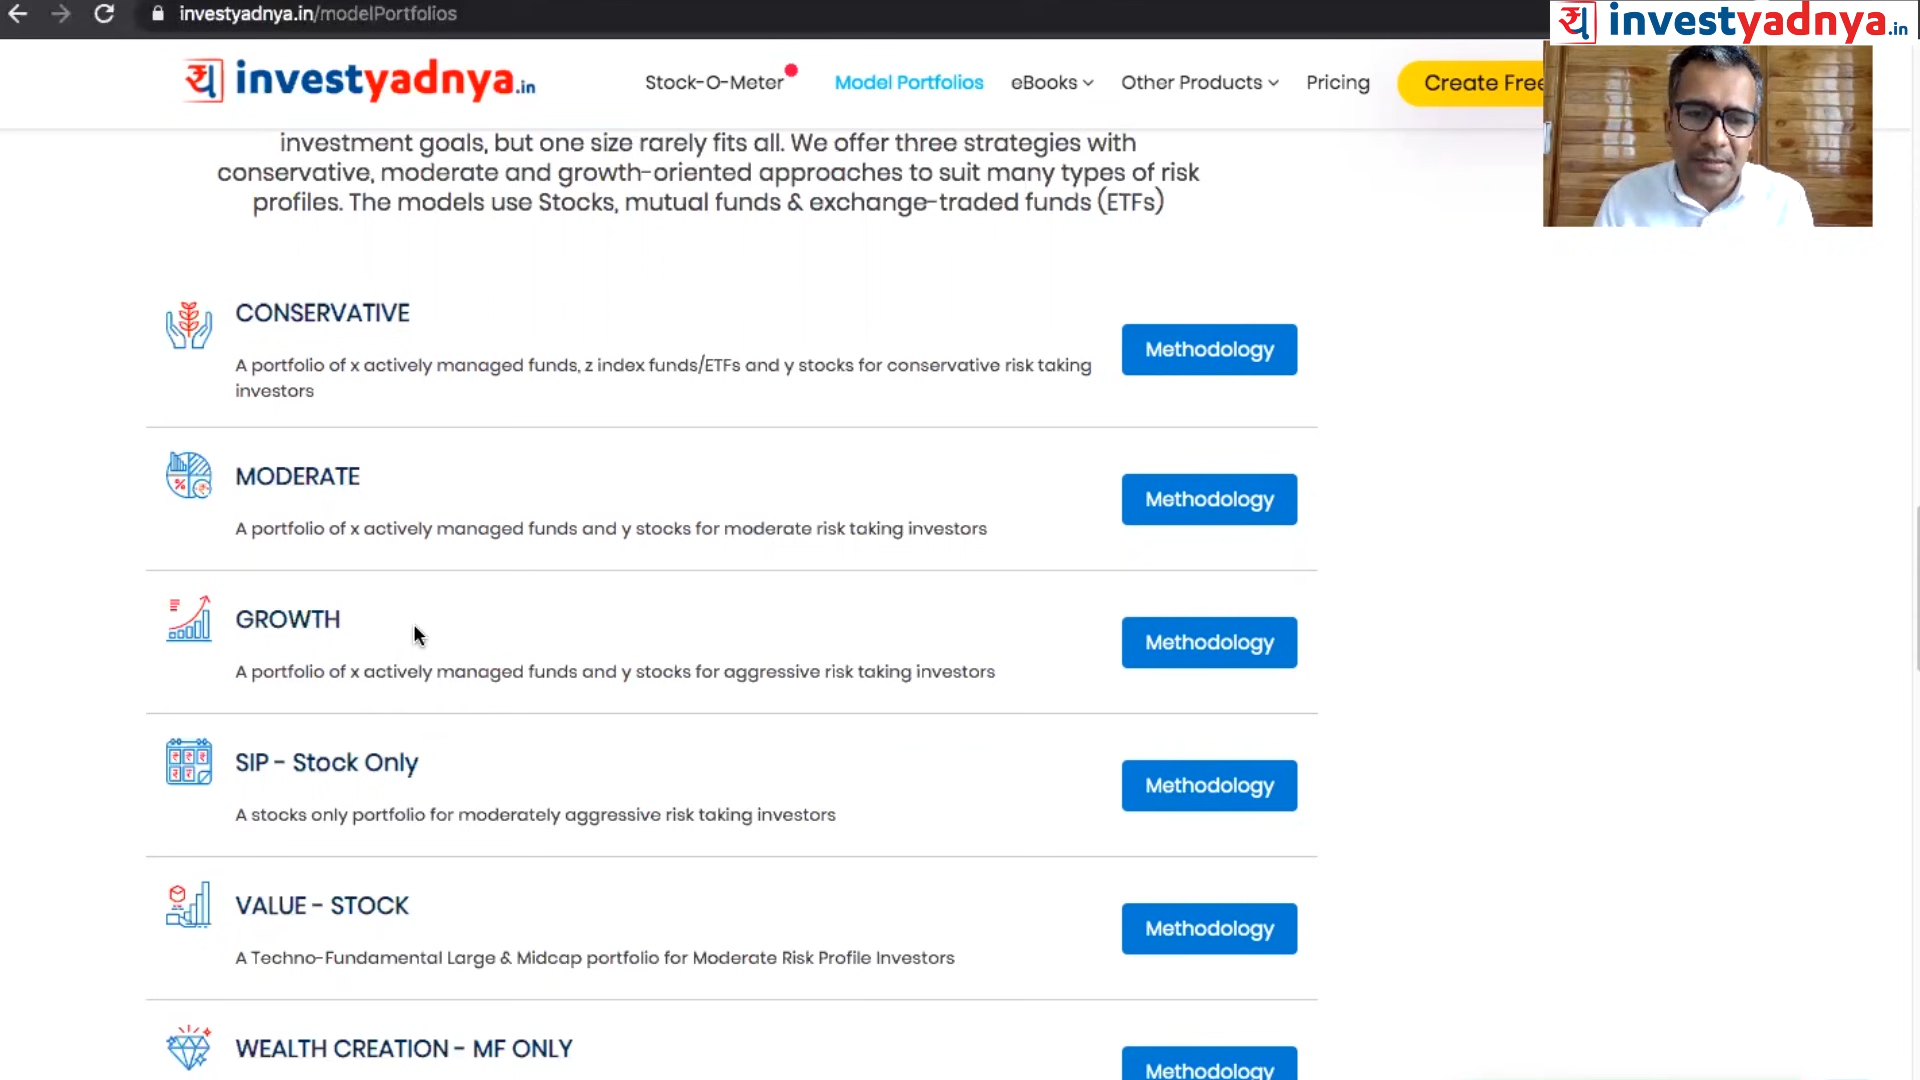 investyadnya.in/modelPortfolios
investyadnya.in
investyadnya.in
Stock-O-Meter
Model Portfolios
eBooks
Other Products
Pricing
Create Free
investment goals, but one size rarely fits all. We offer three strategies with
conservative, moderate and growth-oriented approaches to suit many types of risk
profiles. The models use Stocks, mutual funds & exchange-traded funds (ETFs)
CONSERVATIVE
A portfolio of x actively managed funds, z index funds/ETFs and y stocks for conservative risk taking
investors
Methodology
MODERATE
A portfolio of x actively managed funds and y stocks for moderate risk taking investors
Methodology
GROWTH
A portfolio of x actively managed funds and y stocks for aggressive risk taking investors
Methodology
SIP - Stock Only
A stocks only portfolio for moderately aggressive risk taking investors
Methodology
VALUE - STOCK
A Techno-Fundamental Large & Midcap portfolio for Moderate Risk Profile Investors
Methodology
WEALTH CREATION - MF ONLY
Methodology